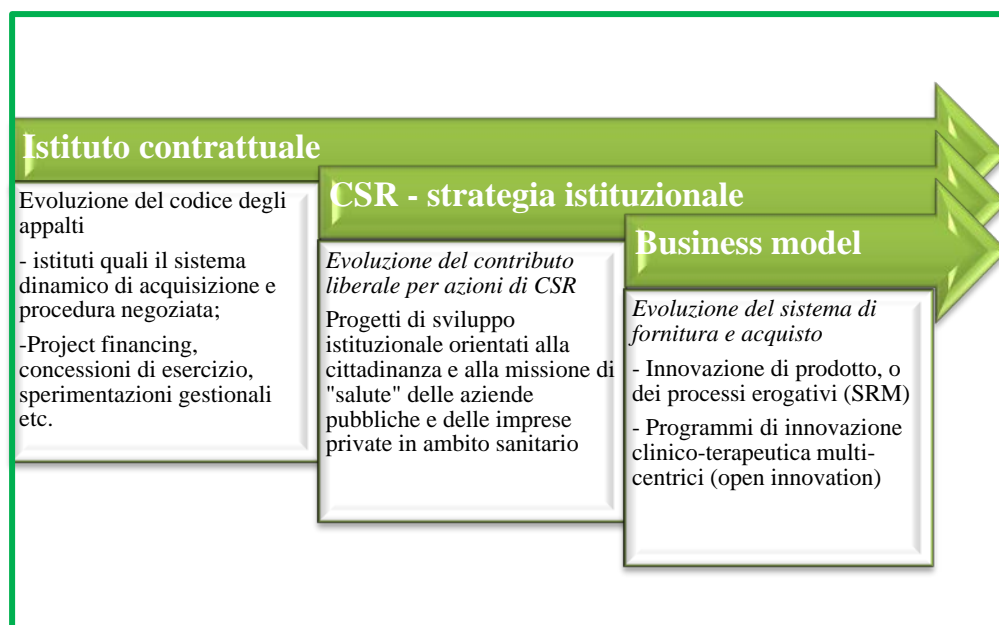 Istituto contrattuale
Evoluzione del codice degli
appalti
- istituti quali il sistema
dinamico di acquisizione e
procedura negoziata;
-Project financing,
concessioni di esercizio,
sperimentazioni gestionali
etc.
CSR - strategia istituzionale
Evoluzione del contributo
liberale per azioni di CSR
Progetti di sviluppo
istituzionale orientati alla
cittadinanza e alla missione di
"salute" delle aziende
pubbliche e delle imprese
private in ambito sanitario
Business model
Evoluzione del sistema di
fornitura e acquisto
- Innovazione di prodotto, o
dei processi erogativi (SRM)
- Programmi di innovazione
clinico-terapeutica multi-
centrici (open innovation)